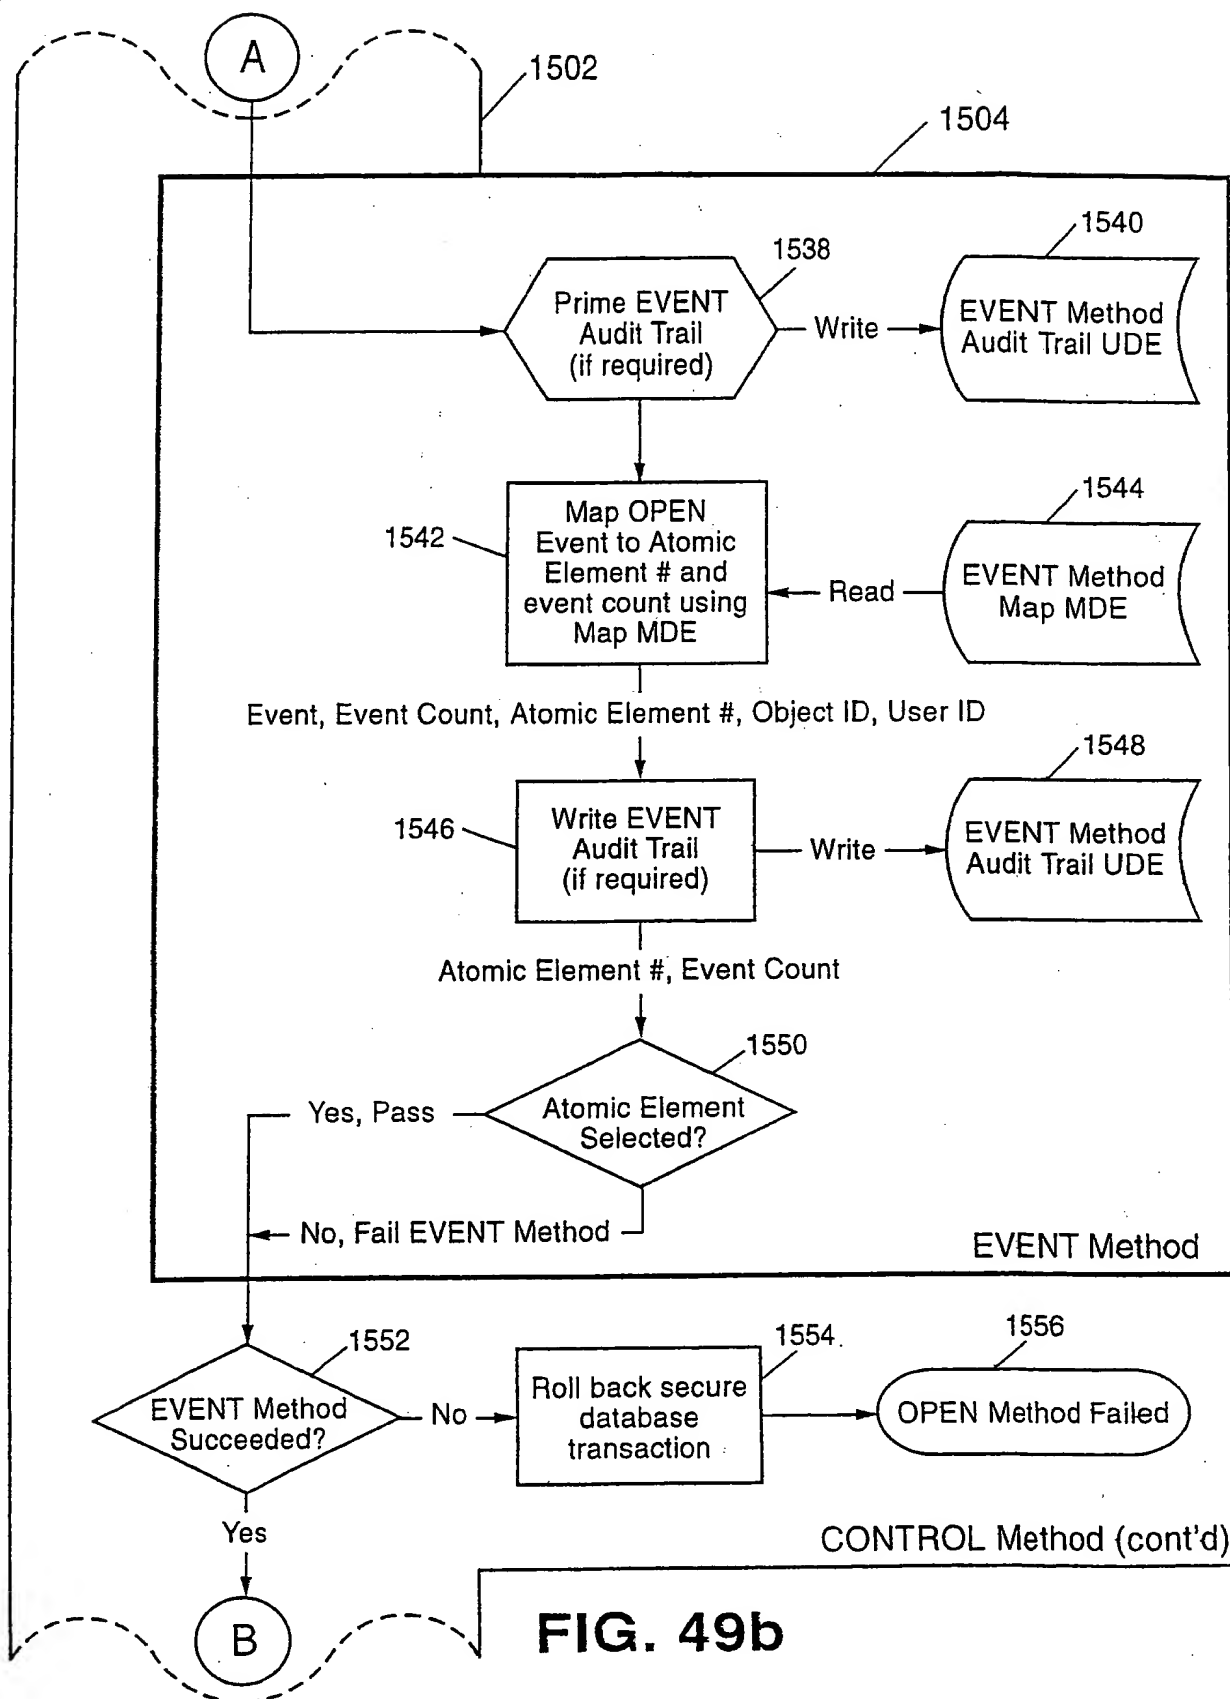 A
1502
1504
1538
Prime EVENT
Audit Trail
(if required)
Write
1540
EVENT Method
Audit Trail UDE
1542
Map OPEN
Event to Atomic
Element # and
event count using
Map MDE
Read
1544
EVENT Method
Map MDE
Event, Event Count, Atomic Element #, Object ID, User ID
1546
Write EVENT
Audit Trail
(if required)
Write
1548
EVENT Method
Audit Trail UDE
Atomic Element #, Event Count
1550
Atomic Element
Selected?
Yes, Pass
No, Fail EVENT Method
EVENT Method
1552
EVENT Method
Succeeded?
No
1554
Roll back secure
database
transaction
1556
OPEN Method Failed
Yes
CONTROL Method (cont'd)
B
FIG. 49b